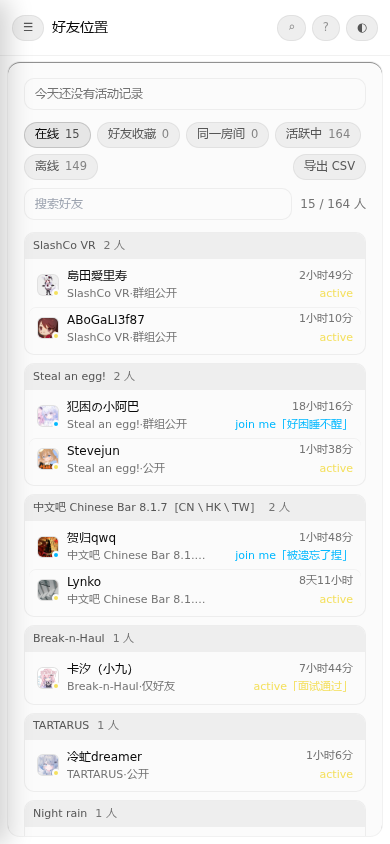 好友位置
今天还没有活动记录
在线 15 好友收藏 0 同一房间 0 活跃中 164
离线 149 导出 CSV
搜索好友 15 / 164 人
SlashCo VR 2 人
島田愛里寿 2小时49分
SlashCo VR·群组公开 active
ABoGaLI3f87 1小时10分
SlashCo VR·群组公开 active
Steal an egg! 2 人
犯困の小阿巴 18小时16分
Steal an egg!·群组公开 join me「好困睡不醒」
Stevejun 1小时38分
Steal an egg!·公开 active
中文吧 Chinese Bar 8.1.7 [CN \ HK \ TW] 2 人
贺归qwq 1小时48分
中文吧 Chinese Bar 8.1.... join me「被遗忘了捏」
Lynko 8天11小时
中文吧 Chinese Bar 8.1.... active
Break-n-Haul 1 人
卡汐（小九） 7小时44分
Break-n-Haul·仅好友 active「面试通过」
TARTARUS 1 人
冷虻dreamer 1小时6分
TARTARUS·公开 active
Night rain 1 人